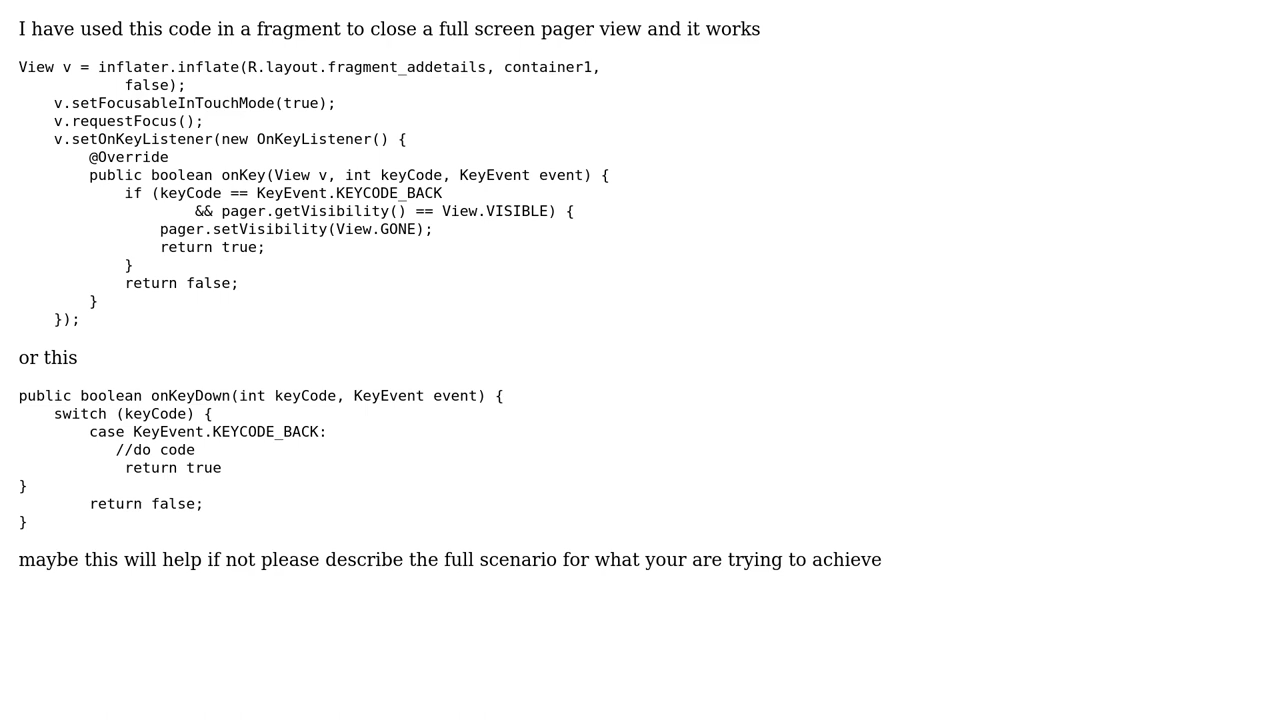 I have used this code in a fragment to close a full screen pager view and it works
View v = inflater.inflate(R.layout.fragment_addetails, container1,
            false);
    v.setFocusableInTouchMode(true);
    v.requestFocus();
    v.setOnKeyListener(new OnKeyListener() {
        @Override
        public boolean onKey(View v, int keyCode, KeyEvent event) {
            if (keyCode == KeyEvent.KEYCODE_BACK
                    && pager.getVisibility() == View.VISIBLE) {
                pager.setVisibility(View.GONE);
                return true;
            }
            return false;
        }
    });
or this
public boolean onKeyDown(int keyCode, KeyEvent event) {
    switch (keyCode) {
        case KeyEvent.KEYCODE_BACK:
           //do code
            return true
}
        return false;
}
maybe this will help if not please describe the full scenario for what your are trying to achieve